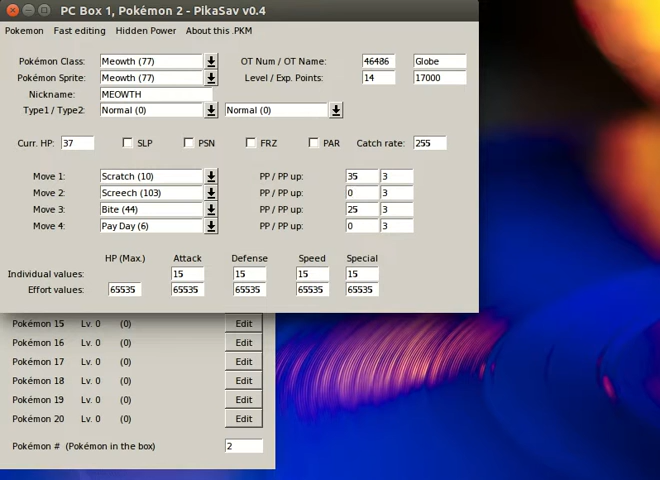 PC Box 1, Pokémon 2 - PikaSav v0.4
Pokemon Fast editing Hidden Power About this .PKM
Pokémon Class: Meowth (77) OT Num / OT Name: 46486 Globe
Pokémon Sprite: Meowth (77) Level / Exp. Points: 14 17000
Nickname: MEOWTH
Type1 / Type2: Normal (0) Normal (0)
Curr. HP: 37 SLP PSN FRZ PAR Catch rate: 255
Move 1: Scratch (10) PP / PP up: 35 3
Move 2: Screech (103) PP / PP up: 0 3
Move 3: Bite (44) PP / PP up: 25 3
Move 4: Pay Day (6) PP / PP up: 0 3
HP (Max.) Attack Defense Speed Special
Individual values: 15 15 15 15
Effort values: 65535 65535 65535 65535 65535
Pokémon 15 Lv. 0 (0) Edit
Pokémon 16 Lv. 0 (0) Edit
Pokémon 17 Lv. 0 (0) Edit
Pokémon 18 Lv. 0 (0) Edit
Pokémon 19 Lv. 0 (0) Edit
Pokémon 20 Lv. 0 (0) Edit
Pokémon # (Pokémon in the box) 2